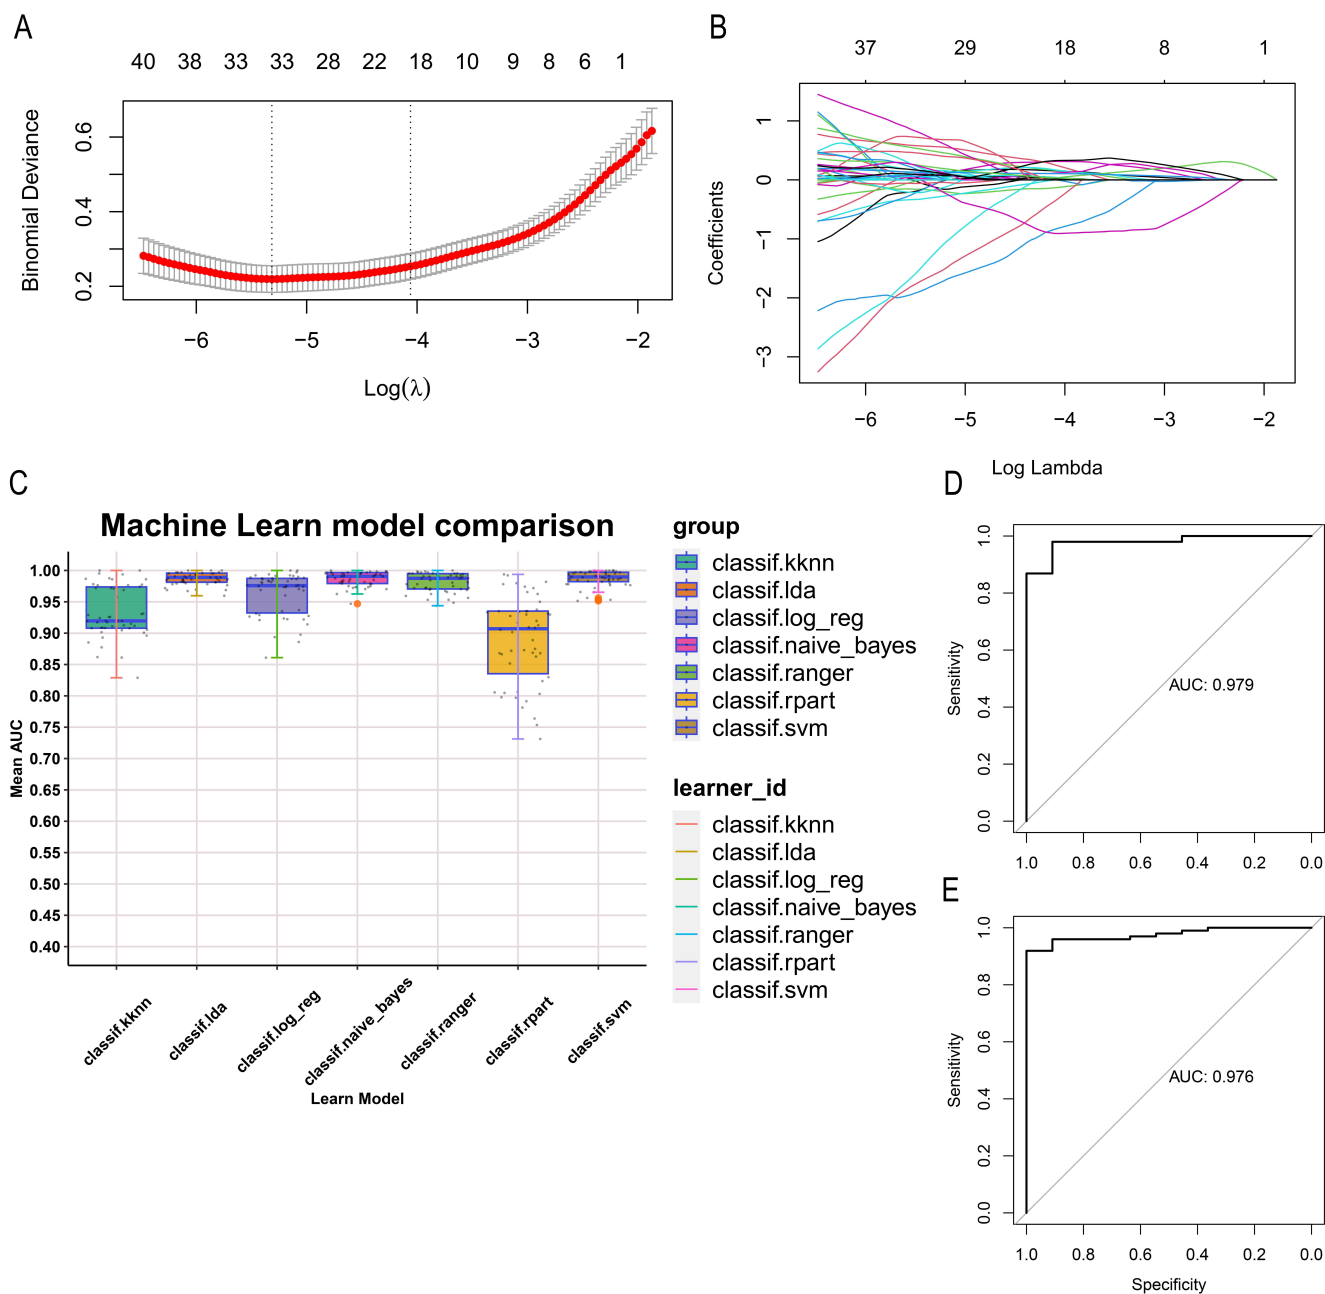 A
40 38 33 33 28 22 18 10 9 8 6 1
Binomial Deviance
0.6
0.4
0.2
−6 −5 −4 −3 −2
Log(λ)
B
37 29 18 8 1
Coefficients
1
0
−1
−2
−3
−6 −5 −4 −3 −2
Log Lambda
C
Machine Learn model comparison
Mean AUC
1.00
0.95
0.90
0.85
0.80
0.75
0.70
0.65
0.60
0.55
0.50
0.45
0.40
classif.kknn
classif.lda
classif.log_reg
classif.naive_bayes
classif.ranger
classif.rpart
classif.svm
Learn Model
group
classif.kknn
classif.lda
classif.log_reg
classif.naive_bayes
classif.ranger
classif.rpart
classif.svm
learner_id
classif.kknn
classif.lda
classif.log_reg
classif.naive_bayes
classif.ranger
classif.rpart
classif.svm
D
Sensitivity
1.0
0.8
0.6
0.4
0.2
0.0
AUC: 0.979
1.0 0.8 0.6 0.4 0.2 0.0
E
Sensitivity
1.0
0.8
0.6
0.4
0.2
0.0
AUC: 0.976
1.0 0.8 0.6 0.4 0.2 0.0
Specificity